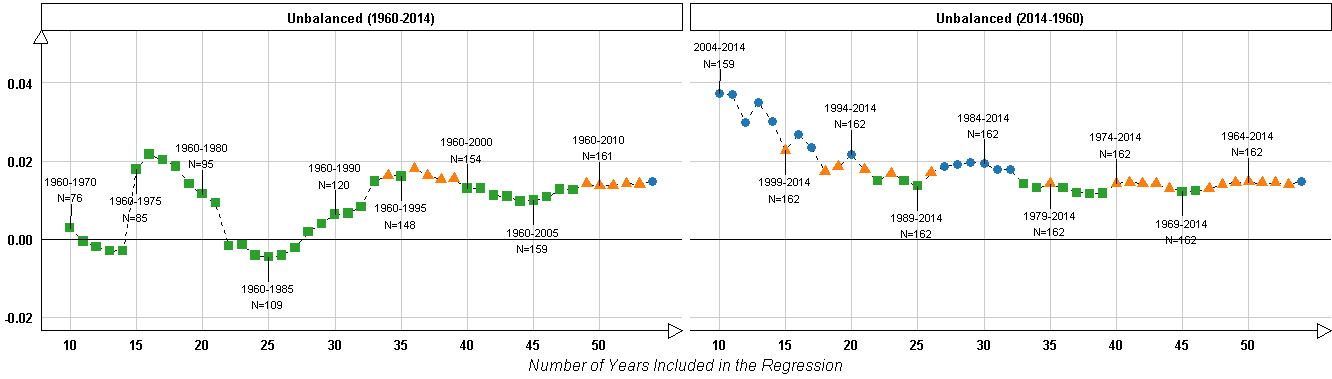 Unbalanced (1960-2014)
Unbalanced (2014-1960)
0.04
0.02
0.00
-0.02
1960-1970
N=76
1960-1975
N=85
1960-1980
N=95
1960-1985
N=109
1960-1990
N=120
1960-1995
N=148
1960-2000
N=154
1960-2005
N=159
1960-2010
N=161
2004-2014
N=159
1999-2014
N=162
1994-2014
N=162
1989-2014
N=162
1984-2014
N=162
1979-2014
N=162
1974-2014
N=162
1969-2014
N=162
1964-2014
N=162
10 15 20 25 30 35 40 45 50
10 15 20 25 30 35 40 45 50
Number of Years Included in the Regression